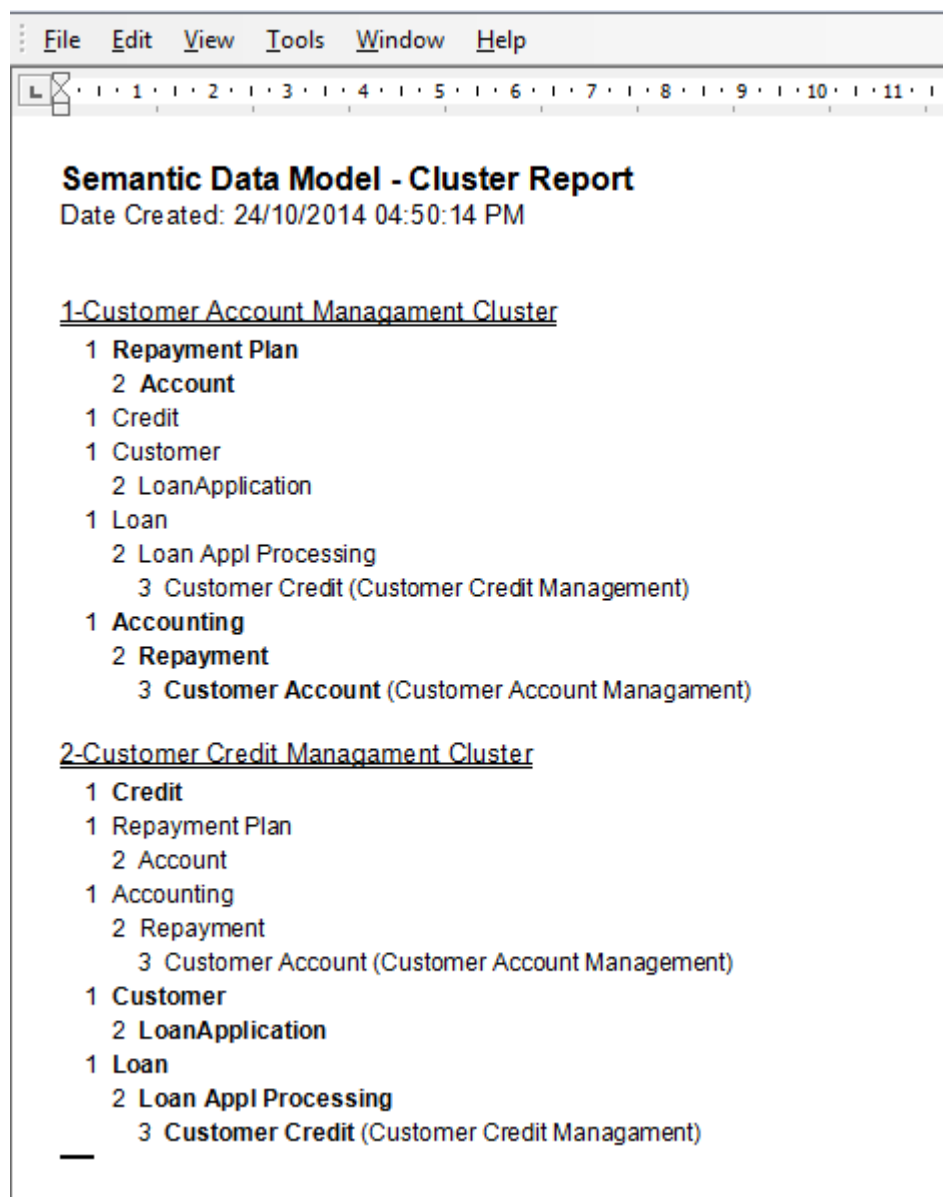 File Edit View Tools Window Help
L 1 2 3 4 5 6 7 8 9 10 11
Semantic Data Model - Cluster Report
Date Created: 24/10/2014 04:50:14 PM
1-Customer Account Managament Cluster
1 Repayment Plan
2 Account
1 Credit
1 Customer
2 LoanApplication
1 Loan
2 Loan Appl Processing
3 Customer Credit (Customer Credit Management)
1 Accounting
2 Repayment
3 Customer Account (Customer Account Managament)
2-Customer Credit Managament Cluster
1 Credit
1 Repayment Plan
2 Account
1 Accounting
2 Repayment
3 Customer Account (Customer Account Management)
1 Customer
2 LoanApplication
1 Loan
2 Loan Appl Processing
3 Customer Credit (Customer Credit Managament)